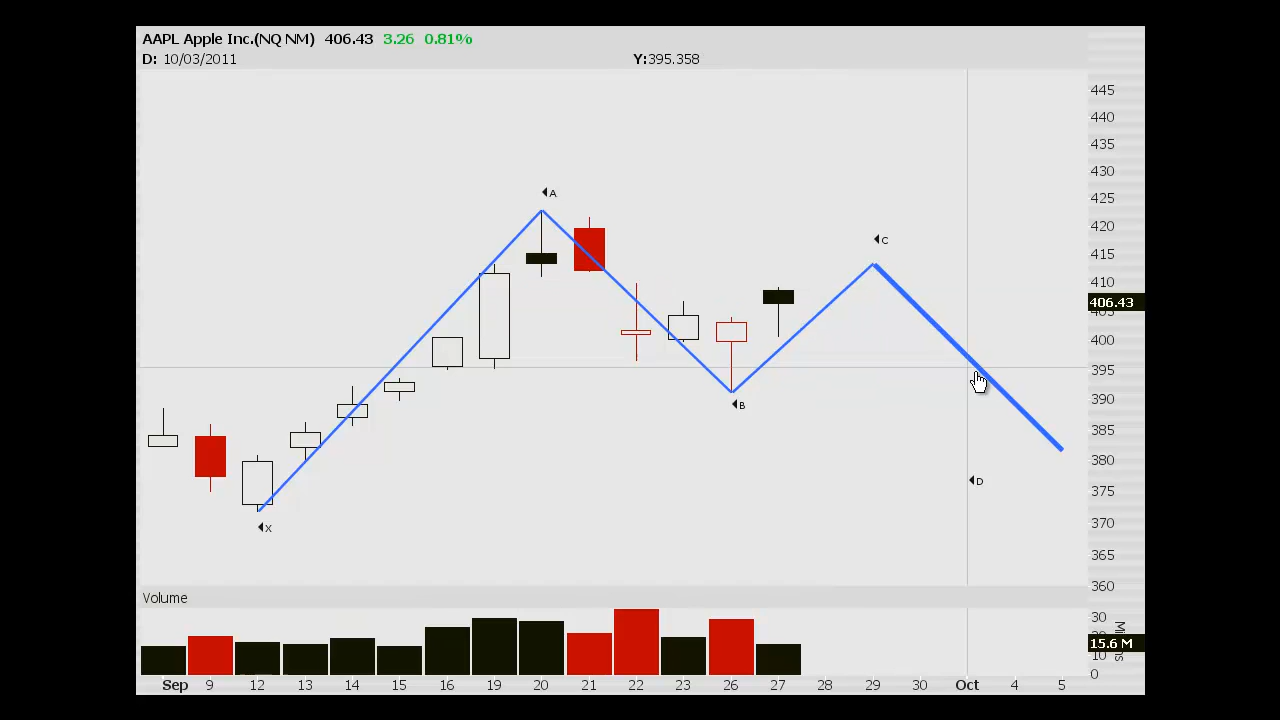 AAPL Apple Inc.(NQ NM) 406.43 3.26 0.81%
D: 10/03/2011 Y:395.358
445
440
435
430
425
420
415
410
406.43
405
400
395
390
385
380
375
370
365
360
A
C
B
D
X
Volume
30
15.6 M
10
0
Sep 9 12 13 14 15 16 19 20 21 22 23 26 27 28 29 30 Oct 4 5